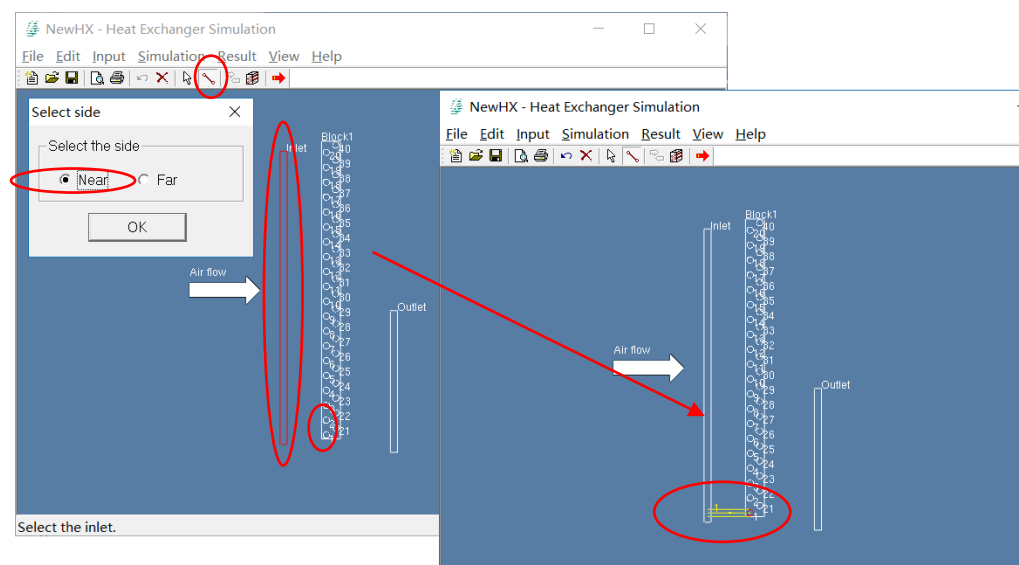 NewHX - Heat Exchanger Simulation
File Edit Input Simulation Result View Help
Select side
Select the side
Near Far
OK
Inlet
Block1
40
39
38
37
36
35
34
33
32
31
30
29
28
27
26
25
24
23
22
21
Air flow
Outlet
Select the inlet.
NewHX - Heat Exchanger Simulation
File Edit Input Simulation Result View Help
Inlet
Block1
40
39
38
37
36
35
34
33
32
31
30
29
28
27
26
25
24
23
22
21
Air flow
Outlet
1